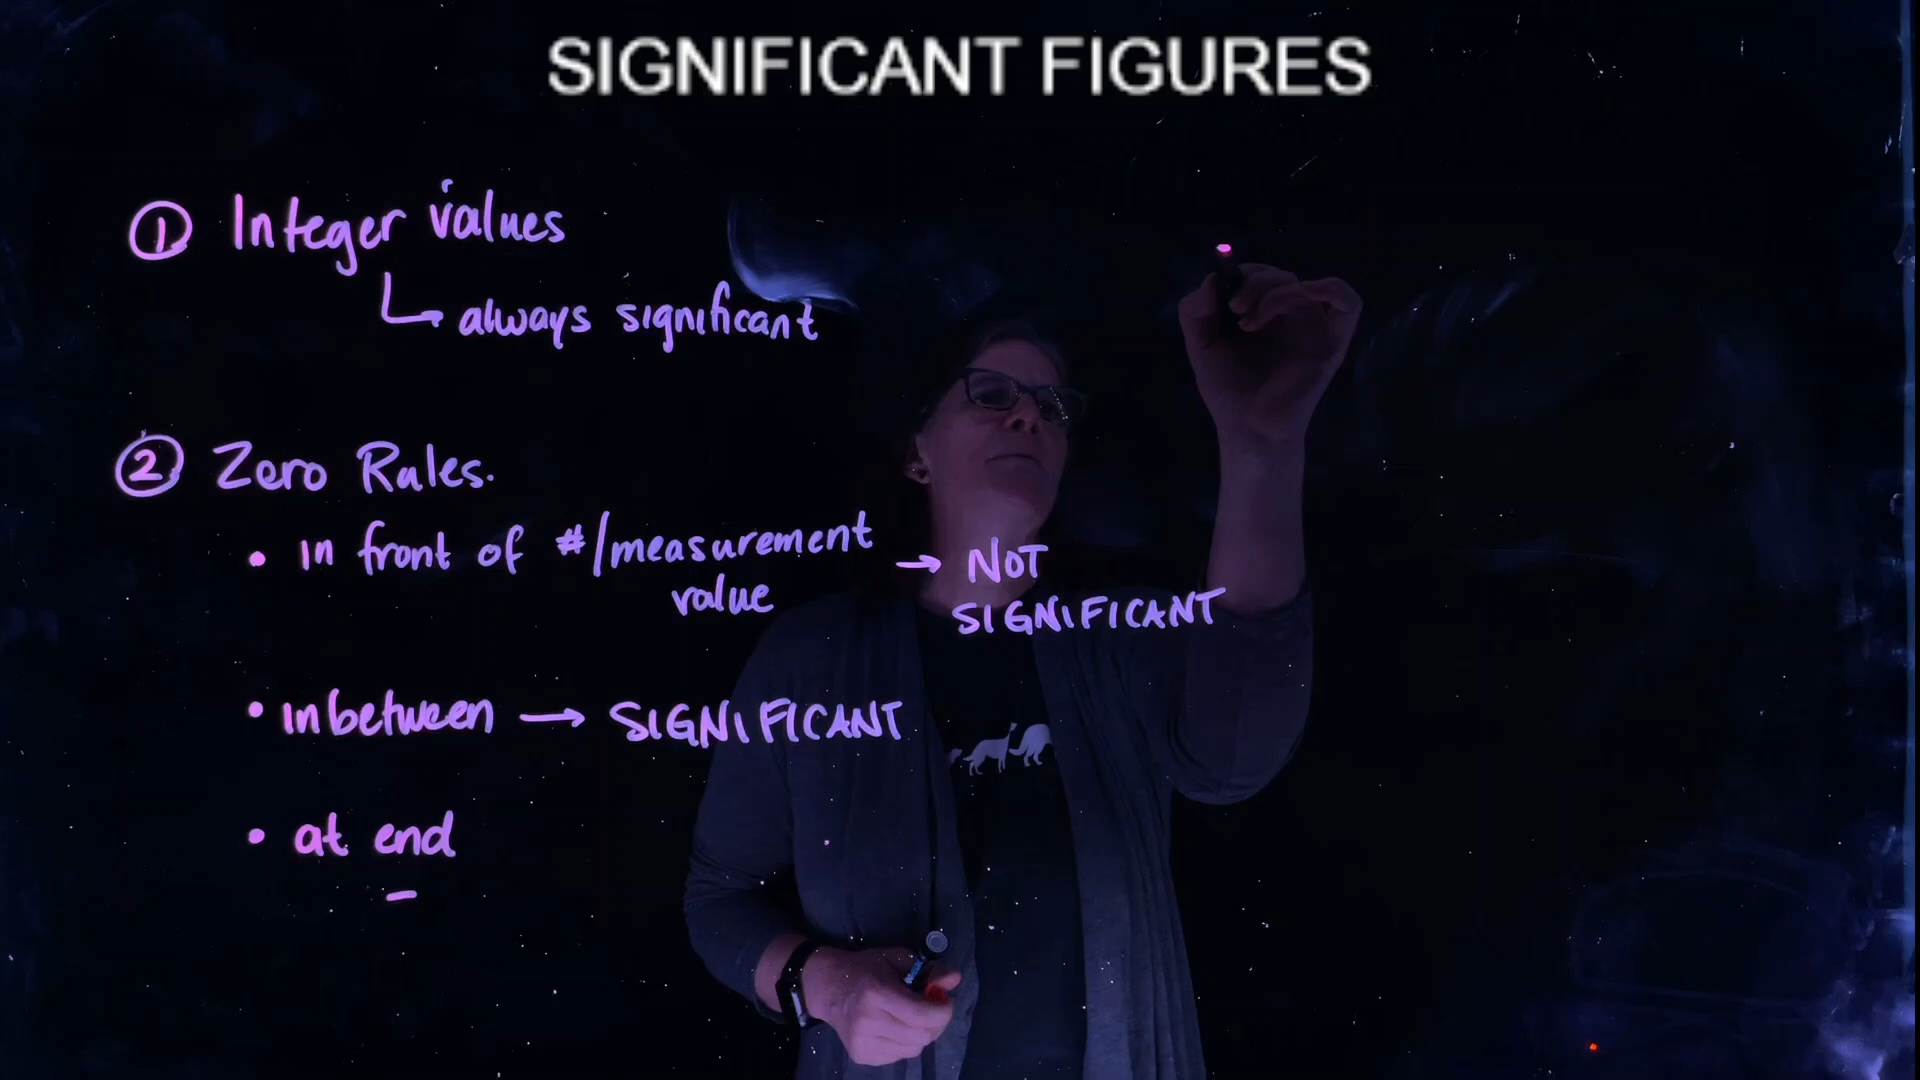 SIGNIFICANT FIGURES
① Integer values
always significant
② Zero Rules.
• in front of #/measurement → NOT
value SIGNIFICANT
• inbetween → SIGNIFICANT
• at end